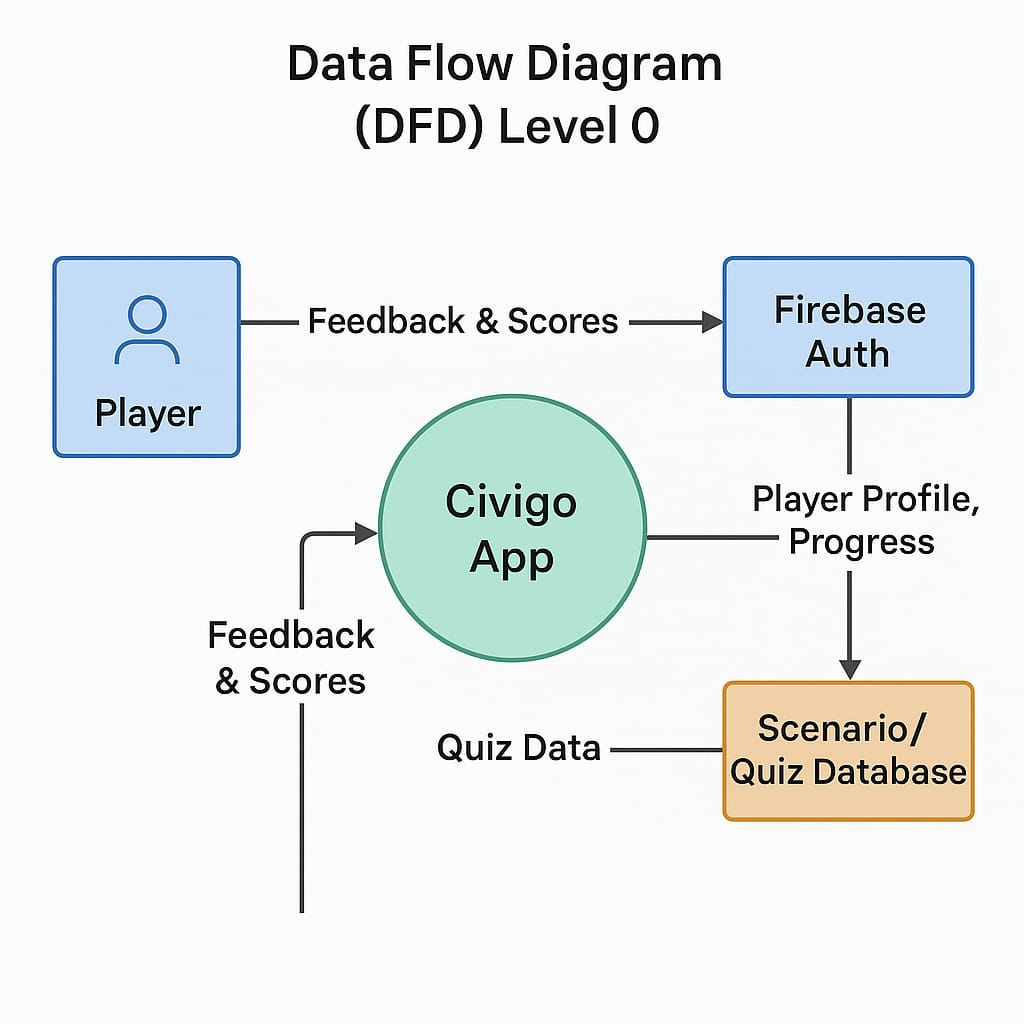 Data Flow Diagram
(DFD) Level 0
Player
Feedback & Scores
Firebase
Auth
Civigo
App
Player Profile,
Progress
Feedback
& Scores
Quiz Data
Scenario/
Quiz Database